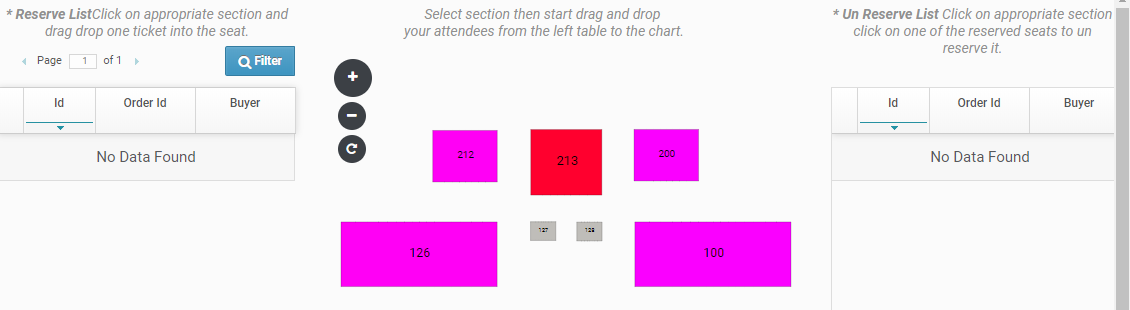 * Reserve ListClick on appropriate section and
drag drop one ticket into the seat.
Page 1 of 1
Filter
Id Order Id Buyer
No Data Found
Select section then start drag and drop
your attendees from the left table to the chart.
212
213
200
126
127
128
100
* Un Reserve List Click on appropriate section
click on one of the reserved seats to un
reserve it.
Id Order Id Buyer
No Data Found